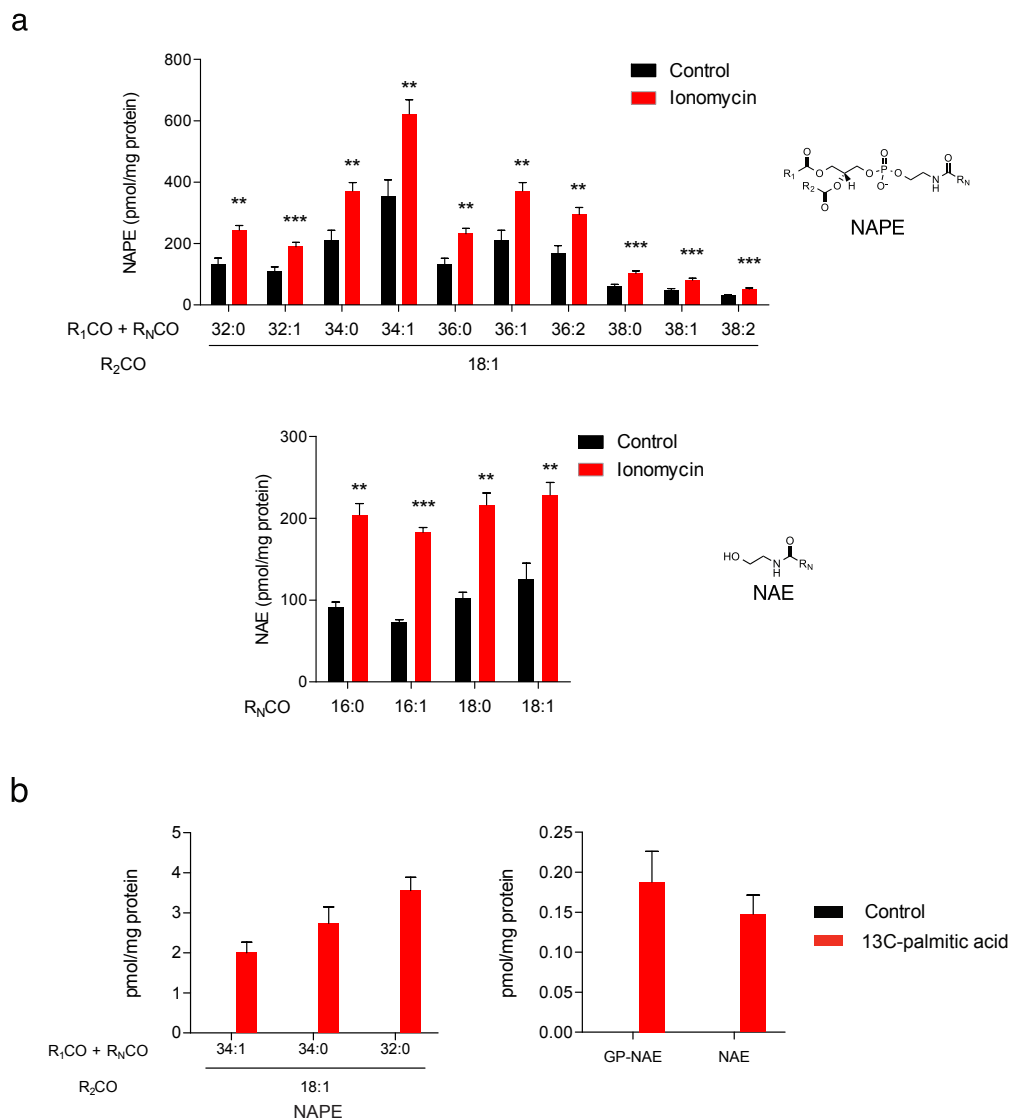 a
800
600
400
200
0
NAPE (pmol/mg protein)
Control
Ionomycin
** *** ** ** ** ** ** *** *** ***
R₁CO + RₙCO 32:0 32:1 34:0 34:1 36:0 36:1 36:2 38:0 38:1 38:2
R₂CO 18:1
O
R₁ O O P O
R₂ O H O⁻ N H O Rₙ
O
NAPE
300
200
100
0
NAE (pmol/mg protein)
Control
Ionomycin
** *** ** **
RₙCO 16:0 16:1 18:0 18:1
O
HO N Rₙ
H
NAE
b
5
4
3
2
1
0
pmol/mg protein
R₁CO + RₙCO 34:1 34:0 32:0
R₂CO 18:1
NAPE
0.25
0.20
0.15
0.10
0.05
0.00
pmol/mg protein
GP-NAE NAE
Control
13C-palmitic acid